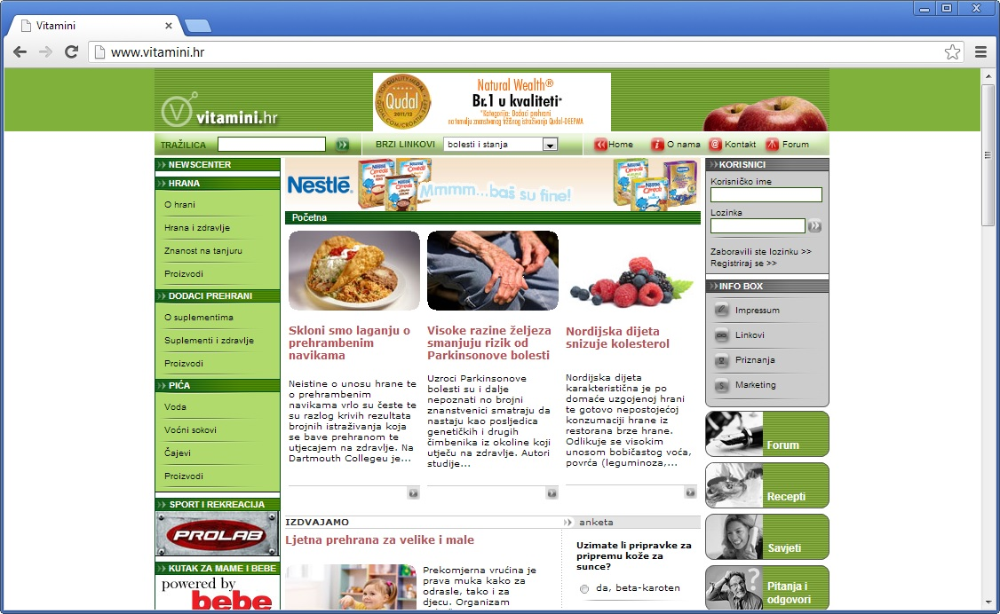 Vitamini
www.vitamini.hr
vitamini.hr
TOP QUALITY MEDAL
Qudal
2011/12
Natural Wealth®
Br.1 u kvaliteti*
*Kategorija: Dodaci prehrani
na temelju znanstvenog tržišnog istraživanja Qudal-DEEPWA
TRAŽILICA
BRZI LINKOVI
bolesti i stanja
Home
O nama
Kontakt
Forum
NEWSCENTER
HRANA
O hrani
Hrana i zdravlje
Znanost na tanjuru
Proizvodi
DODACI PREHRANI
O suplementima
Suplementi i zdravlje
Proizvodi
PIĆA
Voda
Voćni sokovi
Čajevi
Proizvodi
SPORT I REKREACIJA
PROLAB
KUTAK ZA MAME I BEBE
powered by
bebe
Nestlé.
Mmmm...baš su fine!
Početna
Skloni smo laganju o
prehrambenim
navikama
Neistine o unosu hrane te
o prehrambenim
navikama vrlo su česte te
su razlog krivih rezultata
brojnih istraživanja koja
se bave prehranom te
utjecajem na zdravlje. Na
Dartmouth Collegeu je...
Visoke razine željeza
smanjuju rizik od
Parkinsonove bolesti
Uzroci Parkinsonove
bolesti su i dalje
nepoznati no brojni
znanstvenici smatraju da
nastaju kao posljedica
genetičkih i drugih
čimbenika iz okoline koji
utječu na zdravlje. Autori
studije...
Nordijska dijeta
snizuje kolesterol
Nordijska dijeta
karakteristična je po
domaće uzgojenoj hrani
te gotovo nepostojećoj
konzumaciji hrane iz
restorana brze hrane.
Odlikuje se visokim
unosom bobičastog voća,
povrća (leguminoza,...
IZDVAJAMO
Ljetna prehrana za velike i male
Prekomjerna vrućina je
prava muka kako za
odrasle, tako i za
djecu. Organizam
anketa
Uzimate li pripravke za
pripremu kože za
sunce?
da, beta-karoten
KORISNICI
Korisničko ime
Lozinka
Zaboravili ste lozinku >>
Registriraj se >>
INFO BOX
Impressum
Linkovi
Priznanja
Marketing
Forum
Recepti
Savjeti
Pitanja i
odgovori